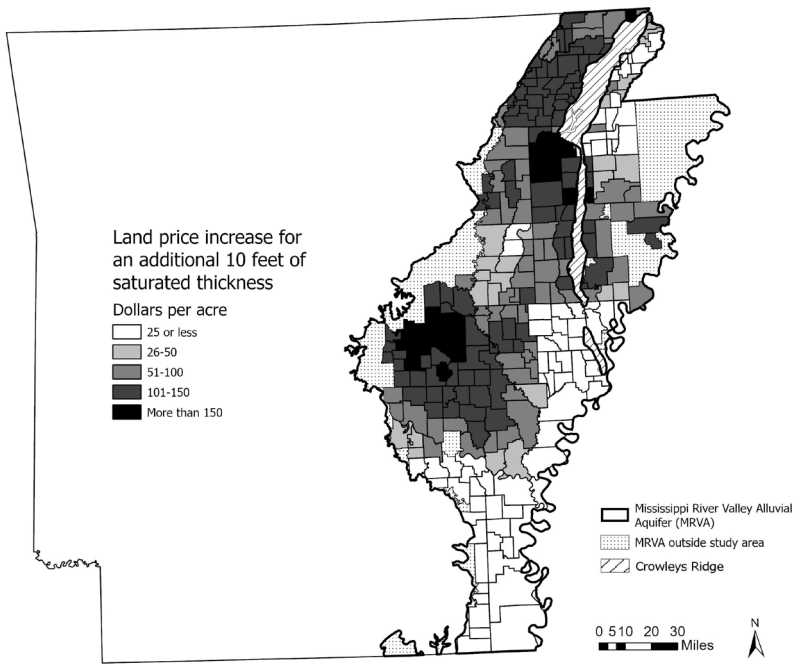 Land price increase for
an additional 10 feet of
saturated thickness
Dollars per acre
25 or less
26-50
51-100
101-150
More than 150
Mississippi River Valley Alluvial
Aquifer (MRVA)
MRVA outside study area
Crowleys Ridge
0 510 20 30
Miles
N